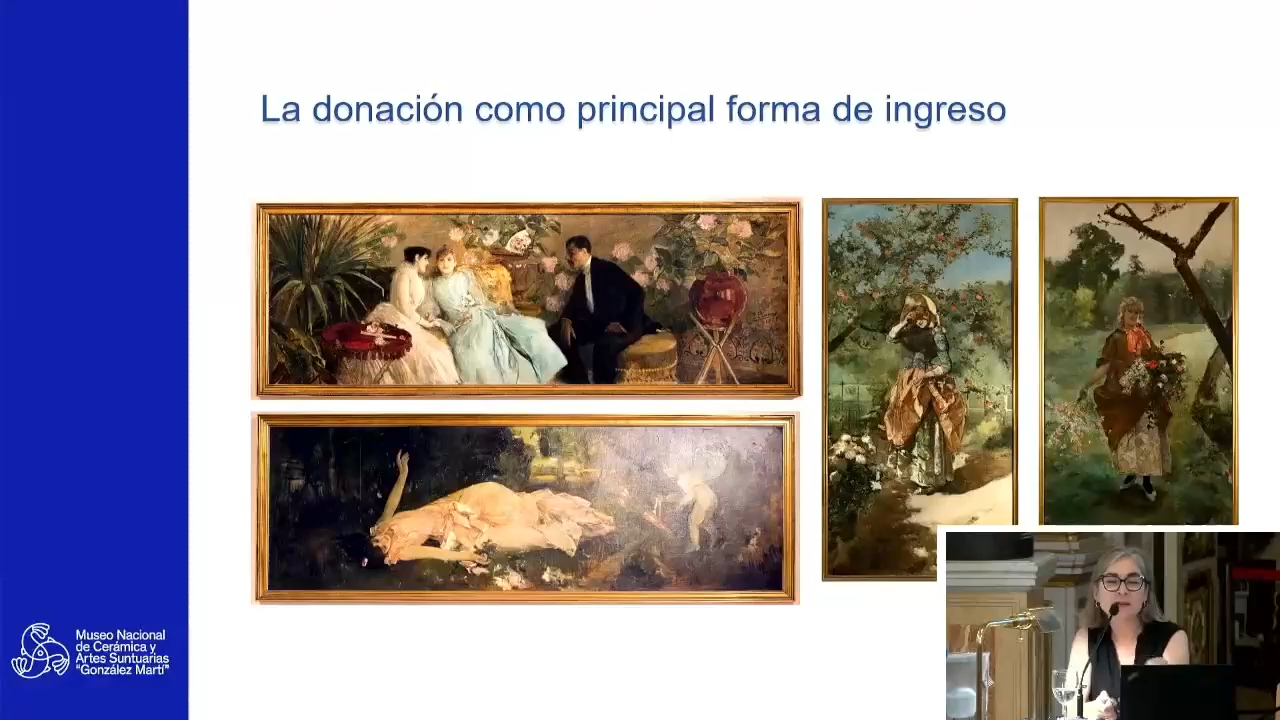 La donación como principal forma de ingreso
Museo Nacional
de Cerámica y
Artes Suntuarias
"González Martí"